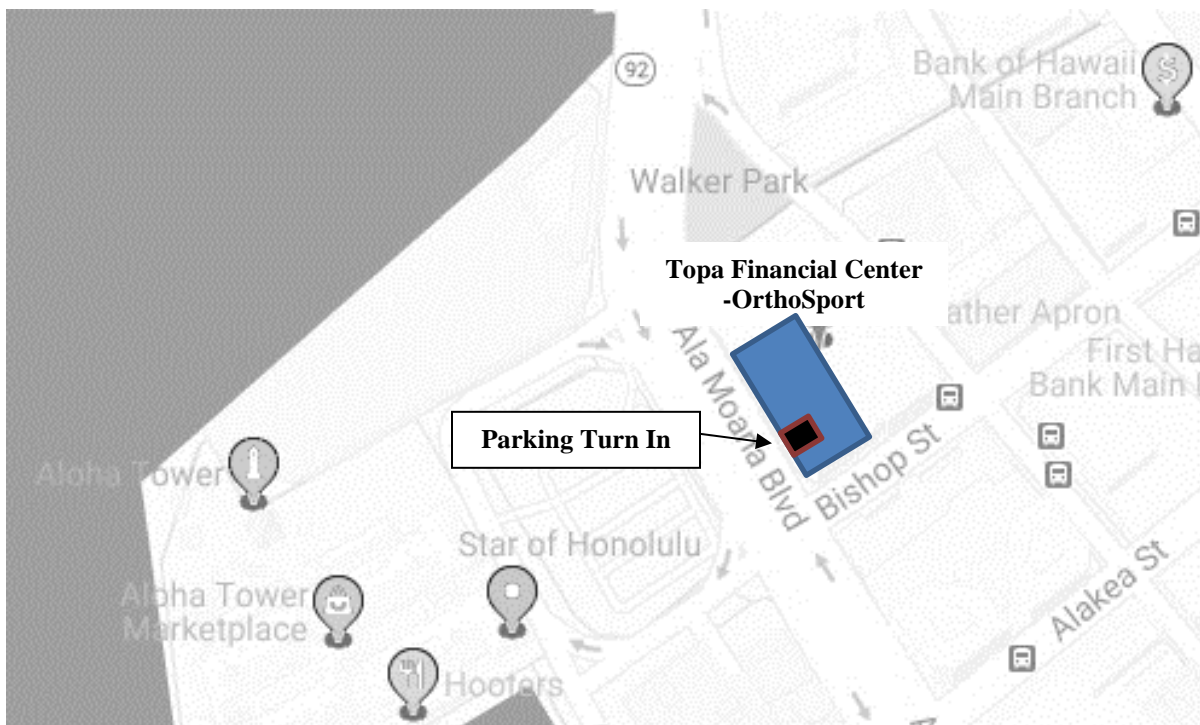 92
Bank of Hawaii
Main Branch
Walker Park
Topa Financial Center
-OrthoSport
ather Apron
First Ha
Bank Main
Ala Moana Blvd
Parking Turn In
Bishop St
Aloha Tower
Star of Honolulu
Alakea St
Aloha Tower
Marketplace
Hooters